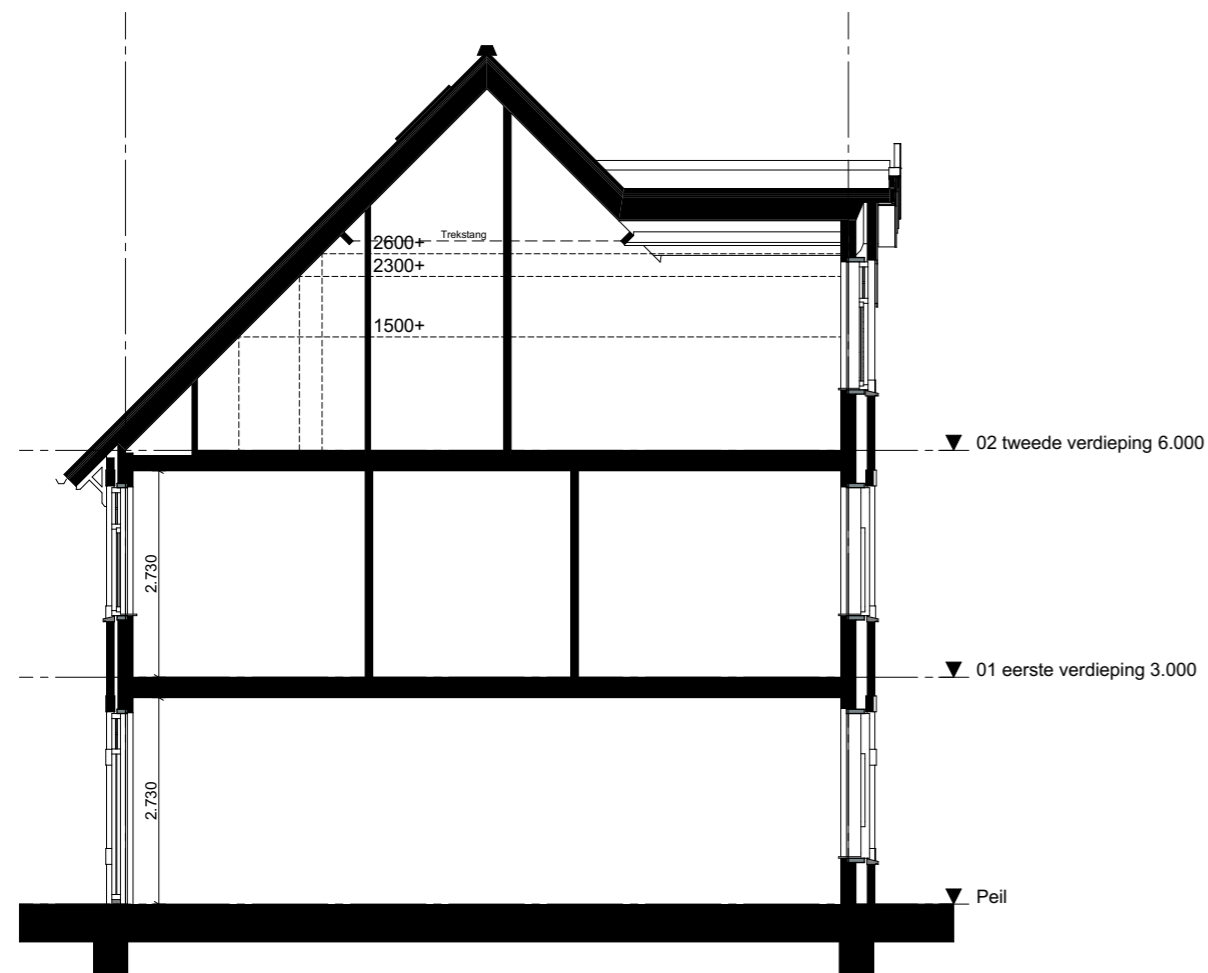 Trekstang
2600+
2300+
1500+
02 tweede verdieping 6.000
2.730
01 eerste verdieping 3.000
2.730
Peil